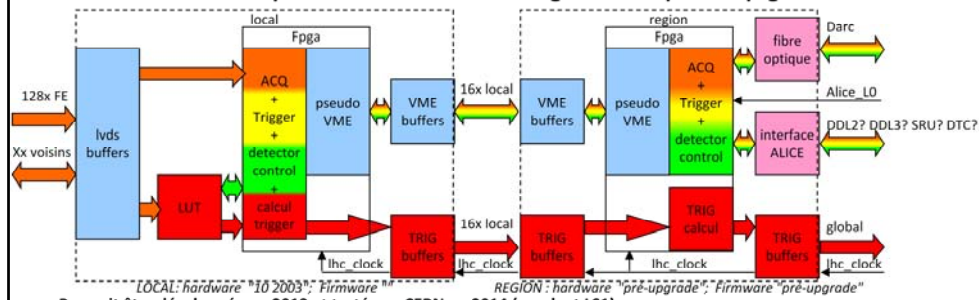 local
region
Fpga
Fpga
fibre
optique
Darc
128x FE
Xx voisins
lvds
buffers
LUT
ACQ
+
Trigger
+
detector
control
+
calcul
trigger
pseudo
VME
VME
buffers
16x local
VME
buffers
pseudo
VME
ACQ
+
Trigger
+
detector
control
Alice_L0
DDL2? DDL3? SRU? DTC?
interface
ALICE
TRIG
buffers
16x local
TRIG
buffers
TRIG
calcul
TRIG
buffers
global
lhc_clock
lhc_clock
lhc_clock
lhc_clock
LOCAL: hardware "10 2003"; Firmware ""
REGION : hardware "pre-upgrade"; Firmware "pre-upgrade"